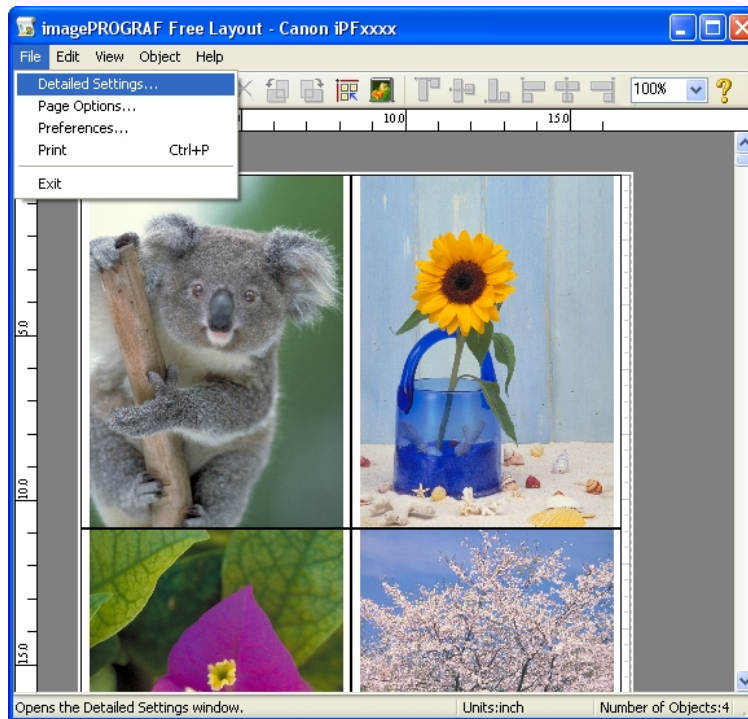 imagePROGRAF Free Layout - Canon iPFxxxx
File Edit View Object Help
Detailed Settings...
Page Options...
Preferences...
Print Ctrl+P
Exit
100%
10.0 15.0
5.0
10.0
15.0
Opens the Detailed Settings window. Units:inch Number of Objects:4